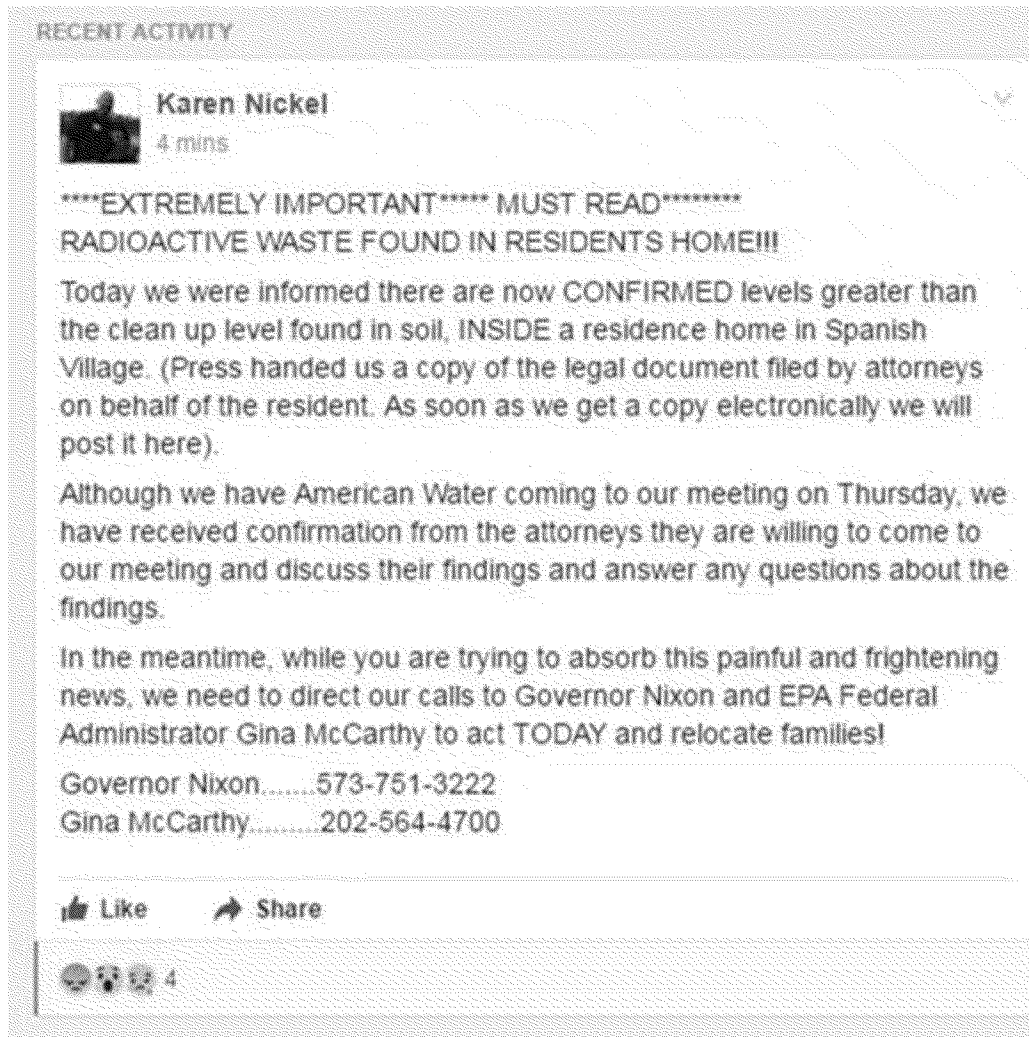 RECENT ACTIVITY
Karen Nickel
4 mins
****EXTREMELY IMPORTANT***** MUST READ********
RADIOACTIVE WASTE FOUND IN RESIDENTS HOME!!!
Today we were informed there are now CONFIRMED levels greater than
the clean up level found in soil, INSIDE a residence home in Spanish
Village. (Press handed us a copy of the legal document filed by attorneys
on behalf of the resident. As soon as we get a copy electronically we will
post it here).
Although we have American Water coming to our meeting on Thursday, we
have received confirmation from the attorneys they are willing to come to
our meeting and discuss their findings and answer any questions about the
findings.
In the meantime, while you are trying to absorb this painful and frightening
news, we need to direct our calls to Governor Nixon and EPA Federal
Administrator Gina McCarthy to act TODAY and relocate families!
Governor Nixon.......573-751-3222
Gina McCarthy.........202-564-4700
Like Share
4